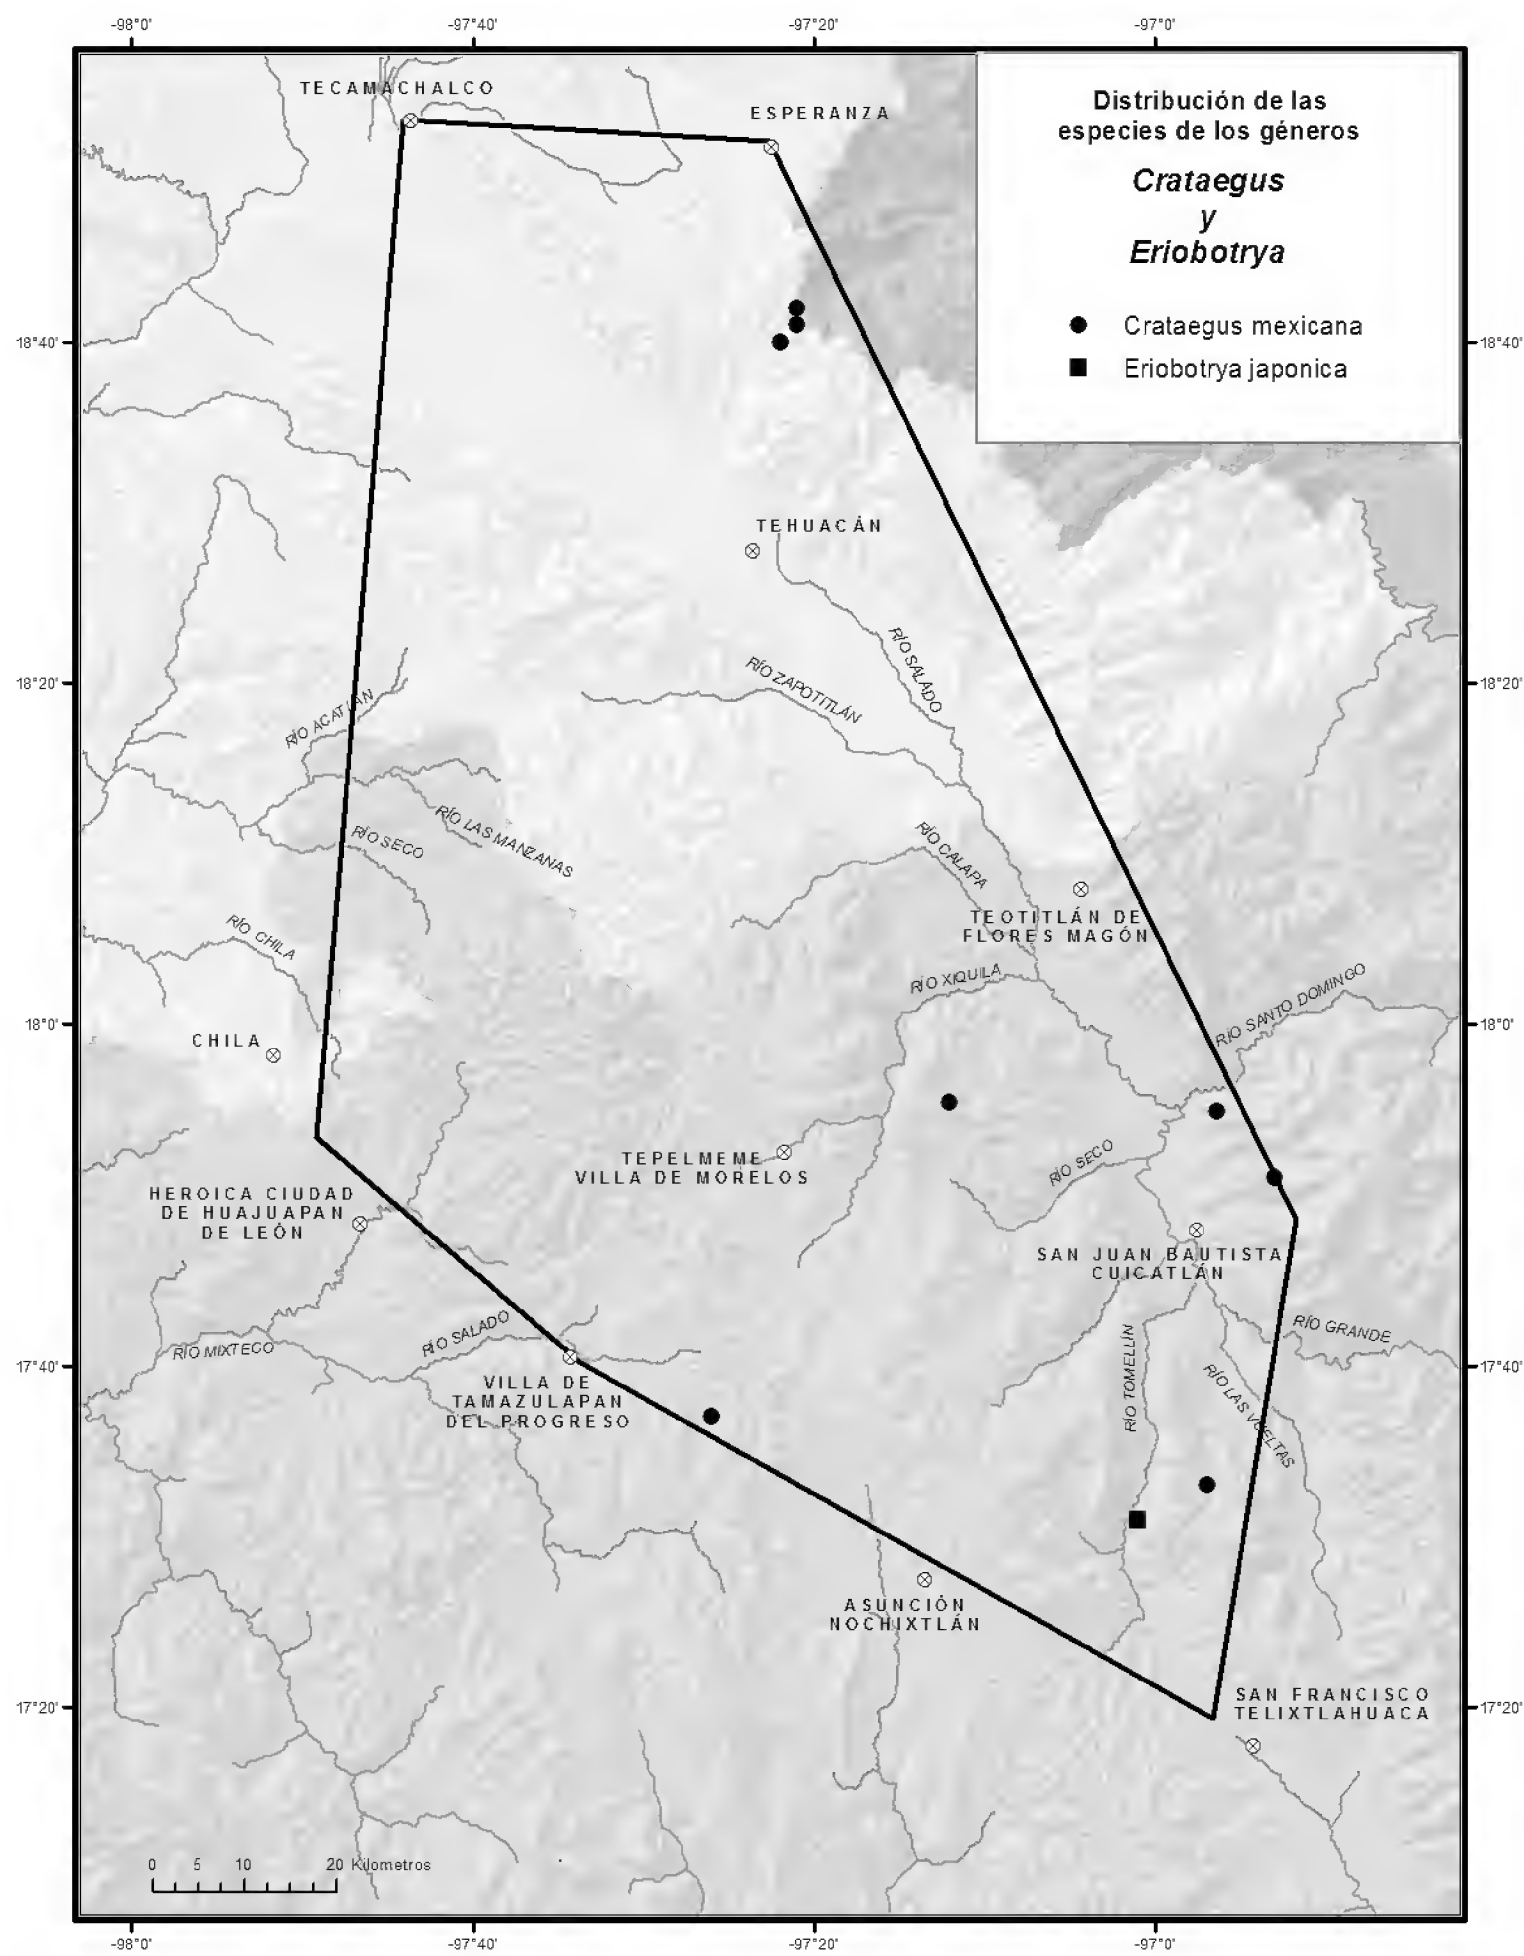 -98°0'
-97°40'
-97°20'
-97°0'
TECAMACHALCO
ESPERANZA
Distribución de las
especies de los géneros
Crataegus
y
Eriobotrya
Crataegus mexicana
Eriobotrya japonica
18°40'
18°40'
TEHUACÁN
RÍO SALADO
RÍO ZAPOTITLÁN
18°20'
18°20'
RÍO ACATLÁN
RÍO LAS MANZANAS
RÍO SECO
RÍO CALAPA
TEOTITLÁN DE
FLORES MAGÓN
RÍO CHILA
RÍO XIQUILA
RÍO SANTO DOMINGO
18°0'
18°0'
CHILA
TEPELMEME
VILLA DE MORELOS
RÍO SECO
HEROICA CIUDAD
DE HUAJUAPAN
DE LEÓN
SAN JUAN BAUTISTA
CUICATLÁN
RÍO SALADO
RÍO MIXTECO
RÍO GRANDE
RÍO TOMELLÍN
RÍO LAS VUELTAS
17°40'
17°40'
VILLA DE
TAMAZULAPAN
DEL PROGRESO
ASUNCIÓN
NOCHIXTLÁN
SAN FRANCISCO
TELIXTLAHUACA
17°20'
17°20'
0 5 10 20 Kilometros
-98°0'
-97°40'
-97°20'
-97°0'